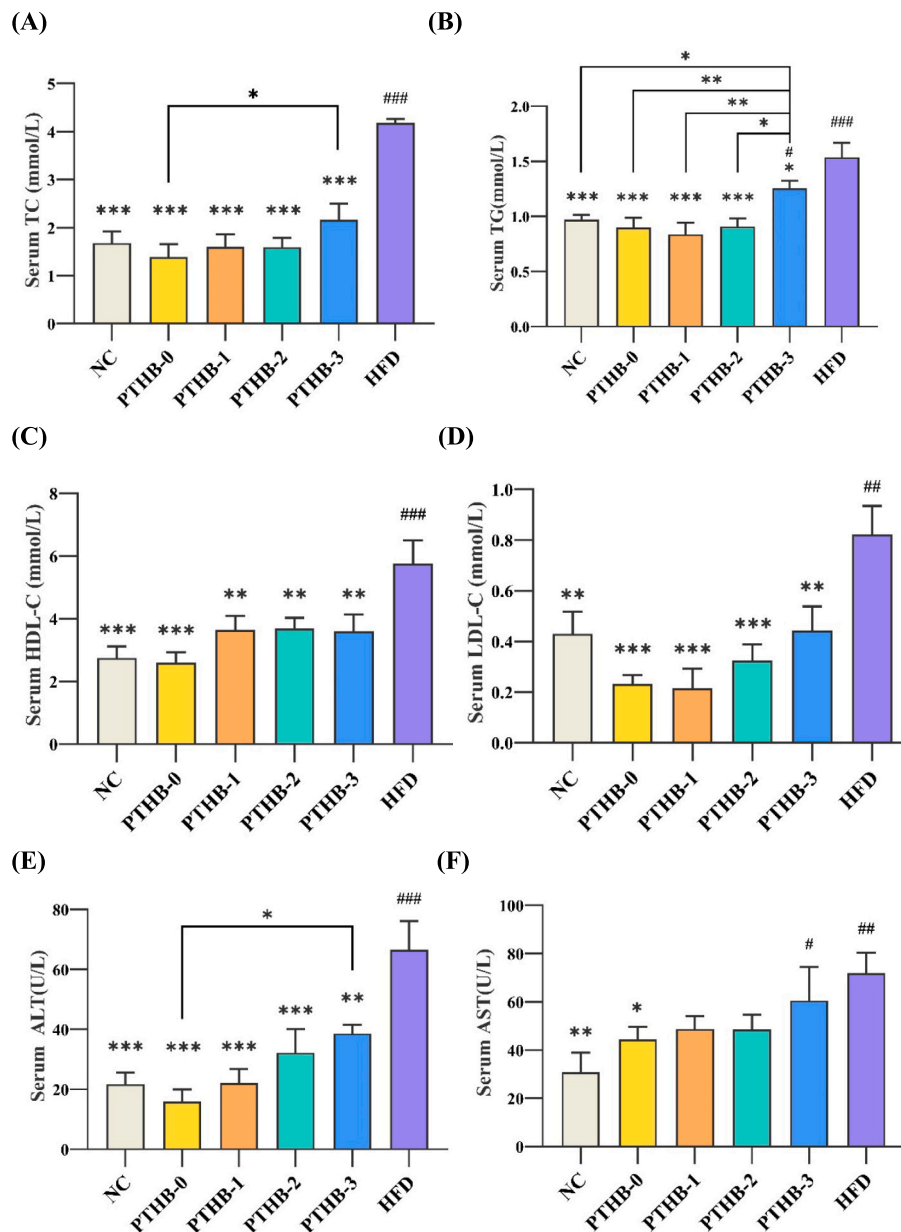 (A)
Serum TC (mmol/L)
5
4
3
2
1
0
*
###
***
***
***
***
***
NC
PTHB-0
PTHB-1
PTHB-2
PTHB-3
HFD
(B)
Serum TG(mmol/L)
2.0
1.5
1.0
0.5
0.0
*
**
**
*
###
#
*
***
***
***
***
NC
PTHB-0
PTHB-1
PTHB-2
PTHB-3
HFD
(C)
Serum HDL-C (mmol/L)
8
6
4
2
0
###
***
***
**
**
**
NC
PTHB-0
PTHB-1
PTHB-2
PTHB-3
HFD
(D)
Serum LDL-C (mmol/L)
1.0
0.8
0.6
0.4
0.2
0.0
##
**
***
***
***
**
NC
PTHB-0
PTHB-1
PTHB-2
PTHB-3
HFD
(E)
Serum ALT(U/L)
80
60
40
20
0
*
###
***
***
***
***
**
NC
PTHB-0
PTHB-1
PTHB-2
PTHB-3
HFD
(F)
Serum AST(U/L)
100
80
60
40
20
0
**
*
#
##
NC
PTHB-0
PTHB-1
PTHB-2
PTHB-3
HFD